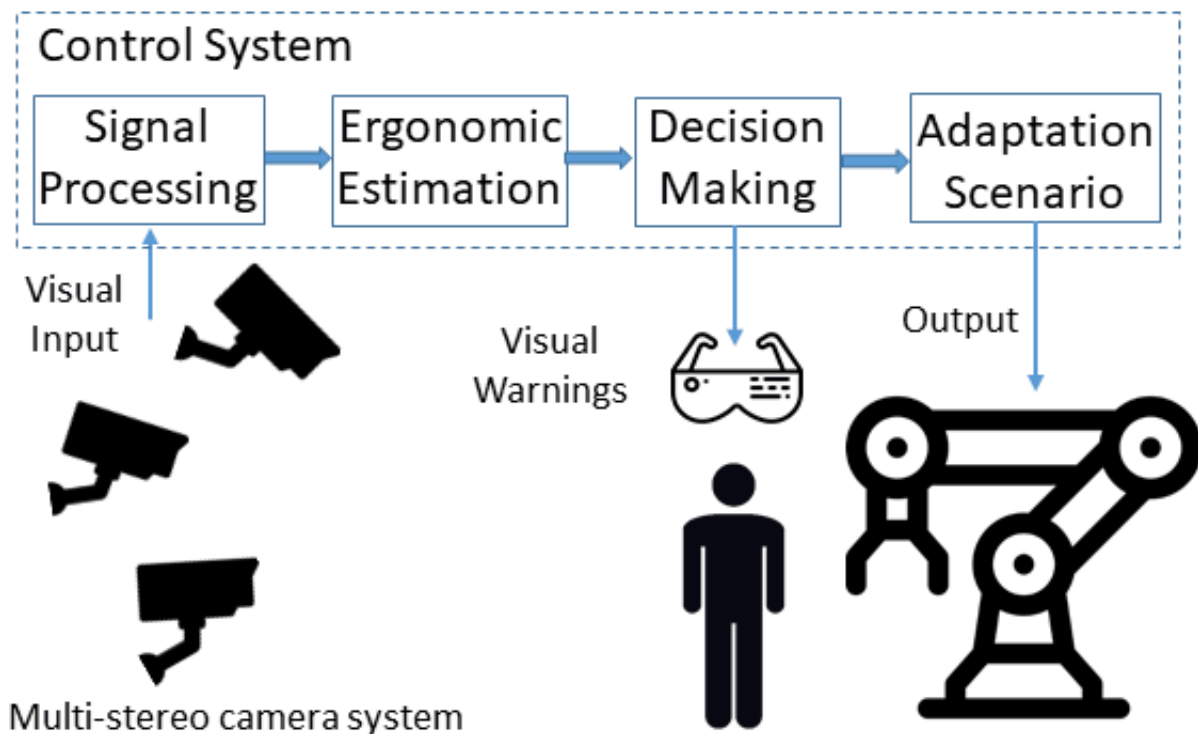 Control System
Signal
Processing
Ergonomic
Estimation
Decision
Making
Adaptation
Scenario
Visual
Input
Visual
Warnings
Output
Multi-stereo camera system